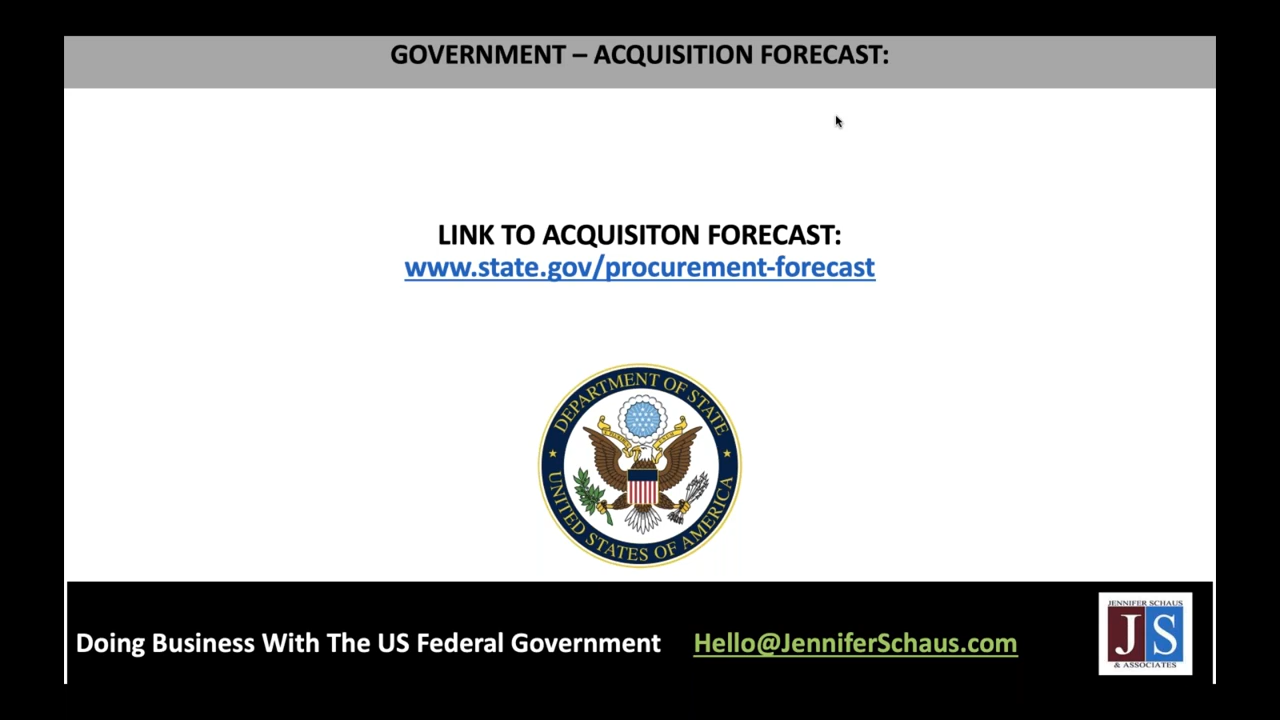 GOVERNMENT – ACQUISITION FORECAST:
LINK TO ACQUISITON FORECAST:
www.state.gov/procurement-forecast
DEPARTMENT OF STATE
UNITED STATES OF AMERICA
Doing Business With The US Federal Government Hello@JenniferSchaus.com
JENNIFER SCHAUS
JS
& ASSOCIATES